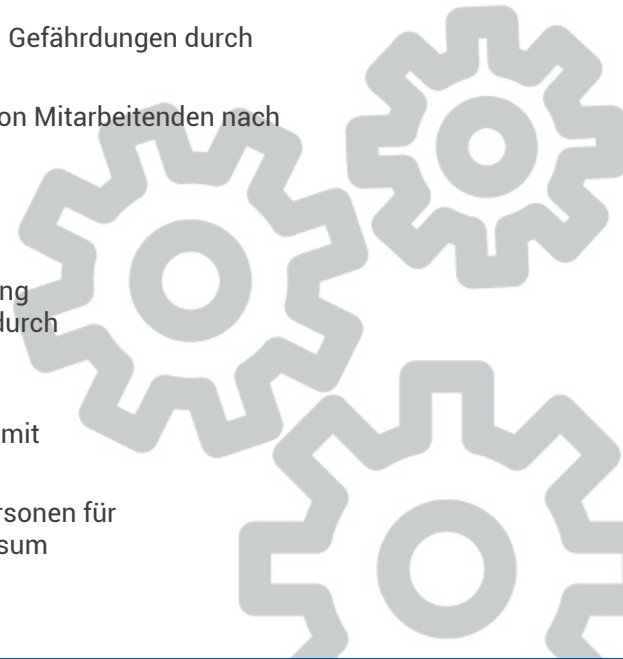 Gefährdungen durch
on Mitarbeitenden nach
ng
durch
mit
rsonen für
sum